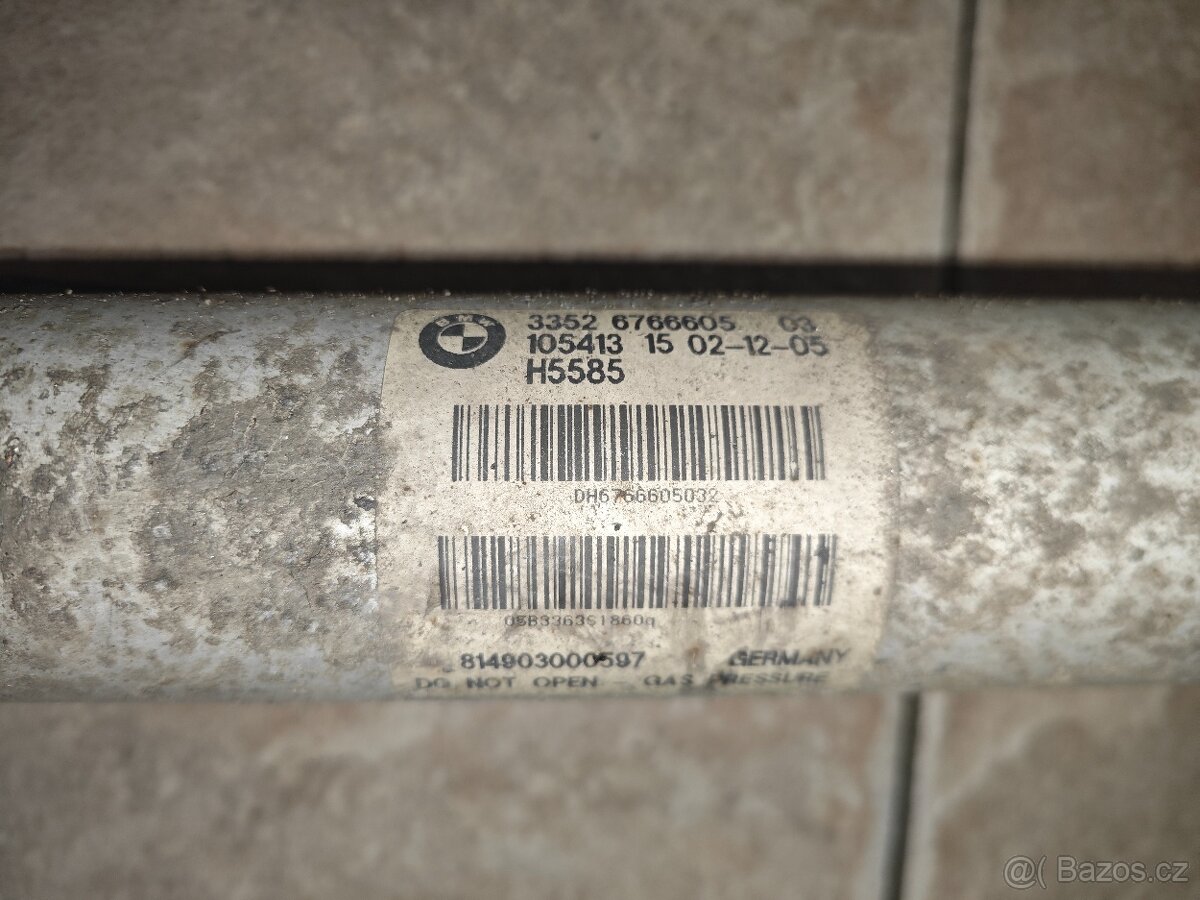 BMW
3352 6766605 03
105413 15 02-12-05
H5585
DH6766605032
05B3363S1860q
814903000597 GERMANY
DO NOT OPEN - GAS PRESSURE
@( Bazos.cz